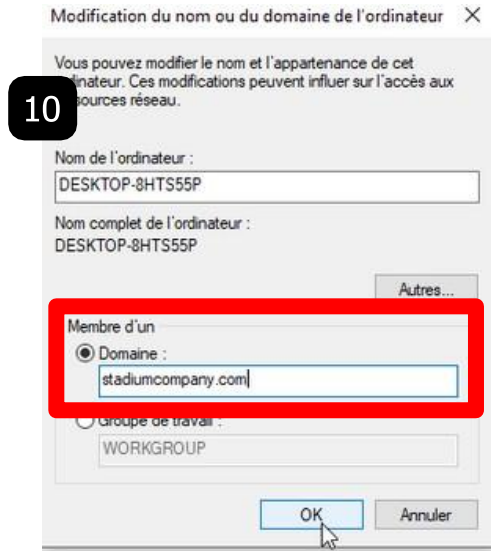 Modification du nom ou du domaine de l'ordinateur
Vous pouvez modifier le nom et l'appartenance de cet
dinateur. Ces modifications peuvent influer sur l'accès aux
sources réseau.
10
Nom de l'ordinateur :
DESKTOP-8HTS55P
Nom complet de l'ordinateur :
DESKTOP-8HTS55P
Autres...
Membre d'un
Domaine :
stadiumcompany.com
Groupe de travail :
WORKGROUP
OK
Annuler